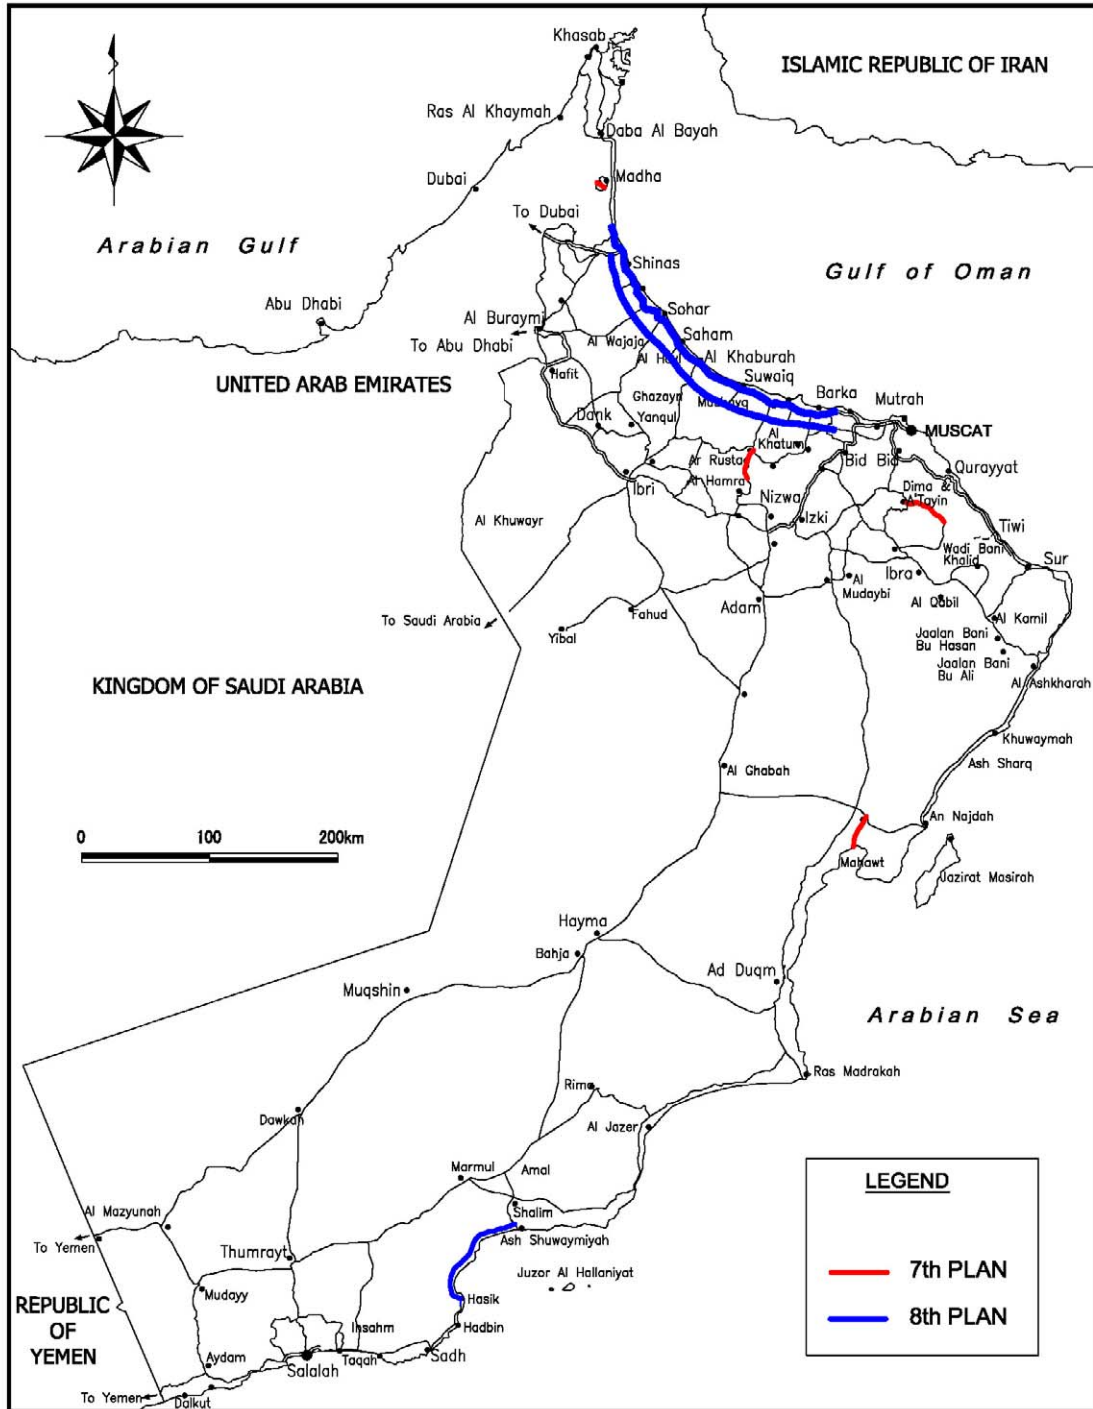 Khasab
ISLAMIC REPUBLIC OF IRAN
Ras Al Khaymah
Daba Al Bayah
Dubai
Madha
To Dubai
Arabian Gulf
Shinas
Gulf of Oman
Abu Dhabi
Sohar
Al Buraymi
Saham
To Abu Dhabi
Al Wajaja
Al Khaburah
UNITED ARAB EMIRATES
Hafit
Suwaiq
Ghazayn
Barka
Mutrah
Dank
Yanqul
MUSCAT
Al
Khatum
Ar Rustaq
Bid Bid
Qurayyat
Ibri
Al Hamra
Dima &
A'Tayin
Nizwa
Al Khuwayr
Izki
Tiwi
Wadi Bani
Khalid
Sur
Ibra
Al
Mudaybi
Adam
Al Qabil
To Saudi Arabia
Fahud
Al Kamil
Yibal
Jaalan Bani
Bu Hasan
Jaalan Bani
Bu Ali
KINGDOM OF SAUDI ARABIA
Al Ashkharah
Khuwaymah
Ash Sharq
Al Ghabah
0 100 200km
An Najdah
Mahawt
Jazirat Masirah
Hayma
Bahja
Ad Duqm
Muqshin
Arabian Sea
Ras Madrakah
Rima
Dawkah
Al Jazer
Marmul
Amal
LEGEND
Shalim
Al Mazyunah
Ash Shuwaymiyah
To Yemen
Thumrayt
7th PLAN
Juzor Al Hallaniyat
Mudayy
Hasik
8th PLAN
REPUBLIC
OF
YEMEN
Insahm
Hadbin
Aydam
Salalah
Taqah
Sadh
To Yemen
Dalkut